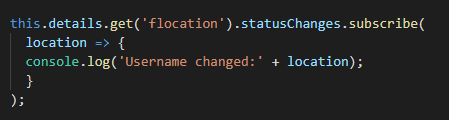 this.details.get('flocation').statusChanges.subscribe(
location => {
console.log('Username changed:' + location);
}
);